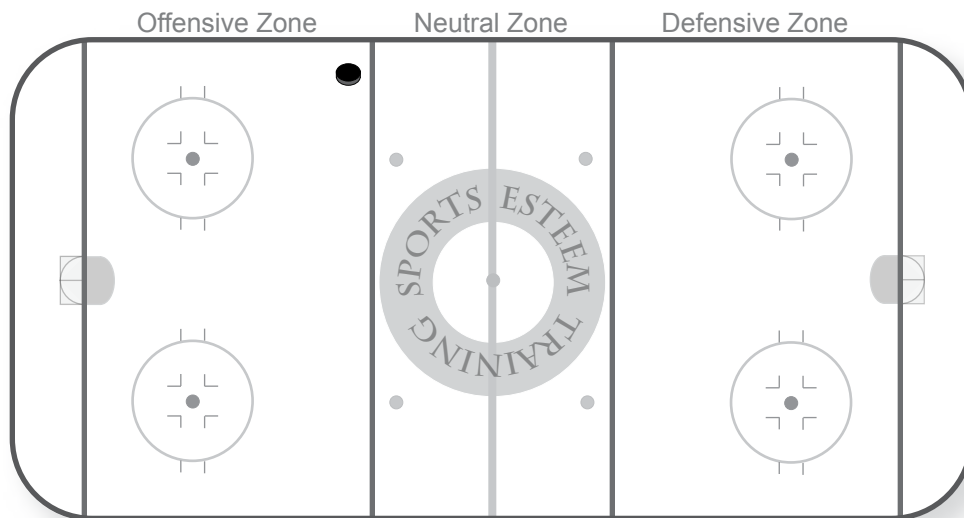 Offensive Zone
Neutral Zone
Defensive Zone
SPORTS ESTEEM TRAINING